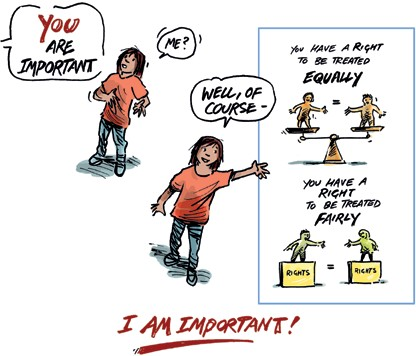 YOU
ARE
IMPORTANT
ME?
WELL, OF
COURSE -
YOU HAVE A RIGHT
TO BE TREATED
EQUALLY
=
YOU HAVE A
RIGHT
TO BE TREATED
FAIRLY
RIGHTS = RIGHTS
I AM IMPORTANT!